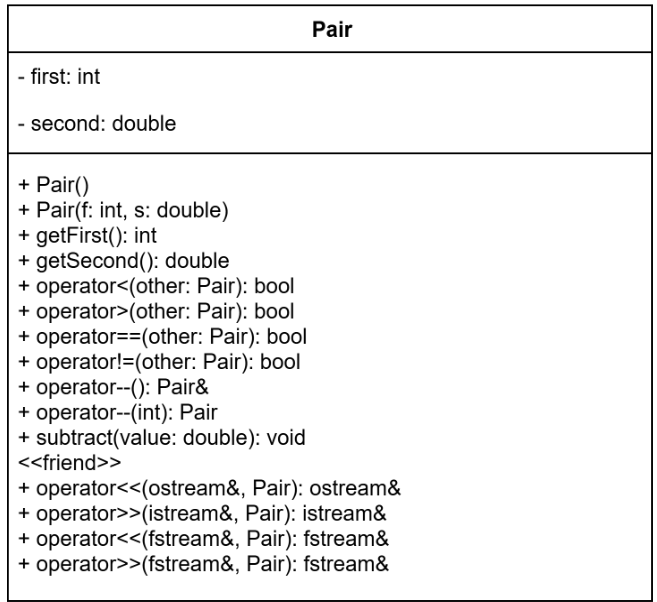 Pair
- first: int
- second: double
+ Pair()
+ Pair(f: int, s: double)
+ getFirst(): int
+ getSecond(): double
+ operator<(other: Pair): bool
+ operator>(other: Pair): bool
+ operator==(other: Pair): bool
+ operator!=(other: Pair): bool
+ operator--(): Pair&
+ operator--(int): Pair
+ subtract(value: double): void
<<friend>>
+ operator<<(ostream&, Pair): ostream&
+ operator>>(istream&, Pair): istream&
+ operator<<(fstream&, Pair): fstream&
+ operator>>(fstream&, Pair): fstream&